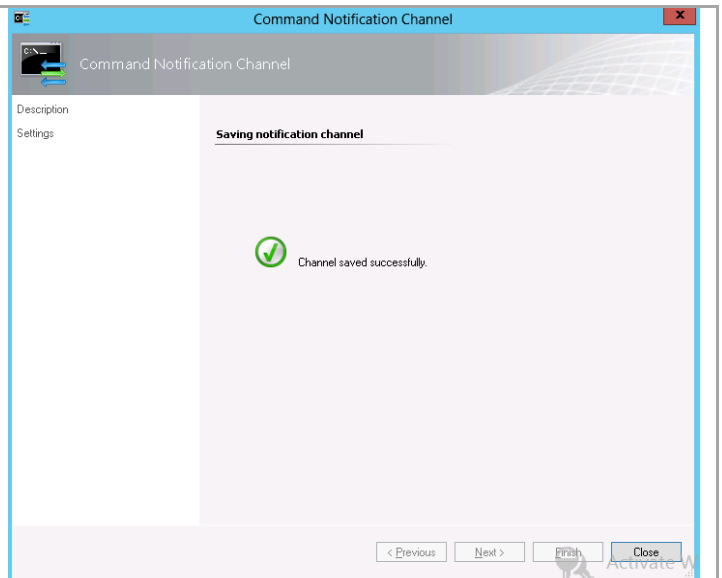 Command Notification Channel
x
C:\
C:\_
Command Notification Channel
Description
Settings
Saving notification channel
Channel saved successfully.
< Previous
Next >
Finish
Close
Activate W